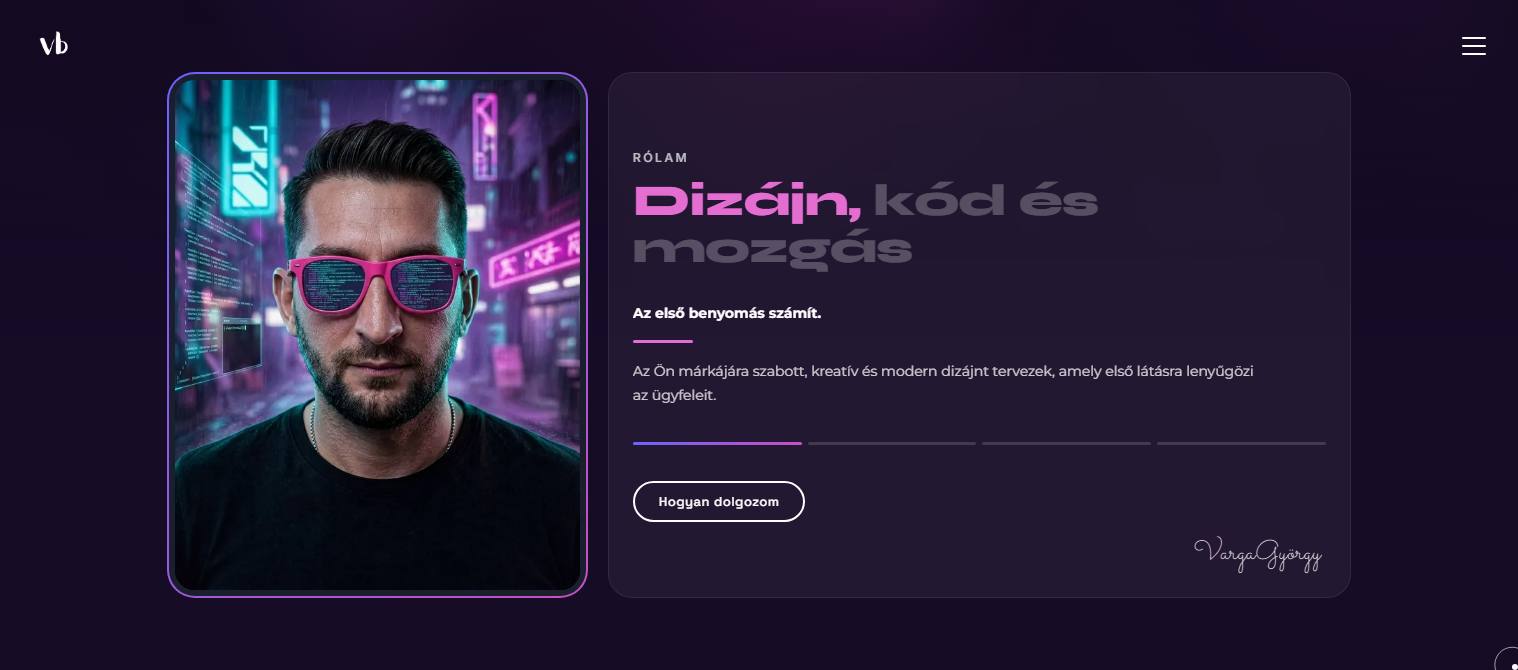 vb
RÓLAM
Dizájn, kód és
mozgás
Az első benyomás számít.
Az Ön márkájára szabott, kreatív és modern dizájnt tervezek, amely első látásra lenyűgözi
az ügyfeleit.
Hogyan dolgozom
VargaGyörgy